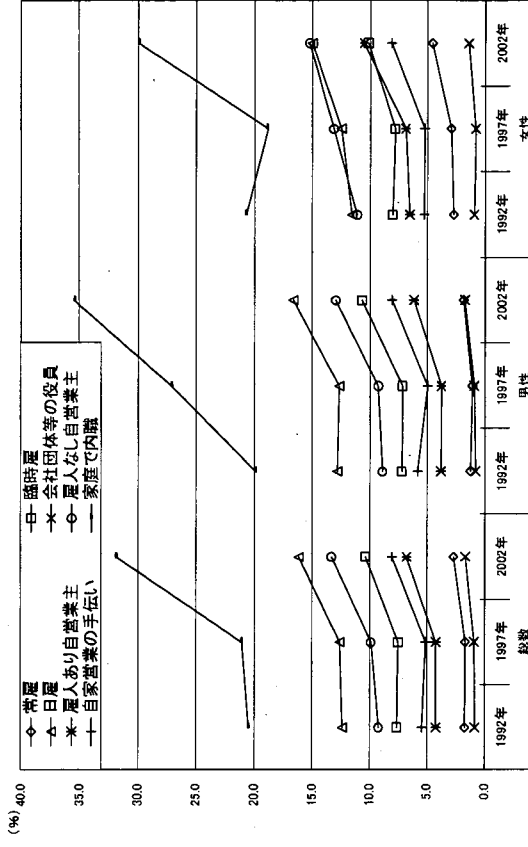 (%)
40.0
35.0
30.0
25.0
20.0
15.0
10.0
5.0
0.0
常雇
臨時雇
日雇
会社団体等の役員
雇人あり自営業主
雇人なし自営業主
自家営業の手伝い
家庭で内職
1992年 1997年 2002年 1992年 1997年 2002年 1992年 1997年 2002年
総数 男性 女性